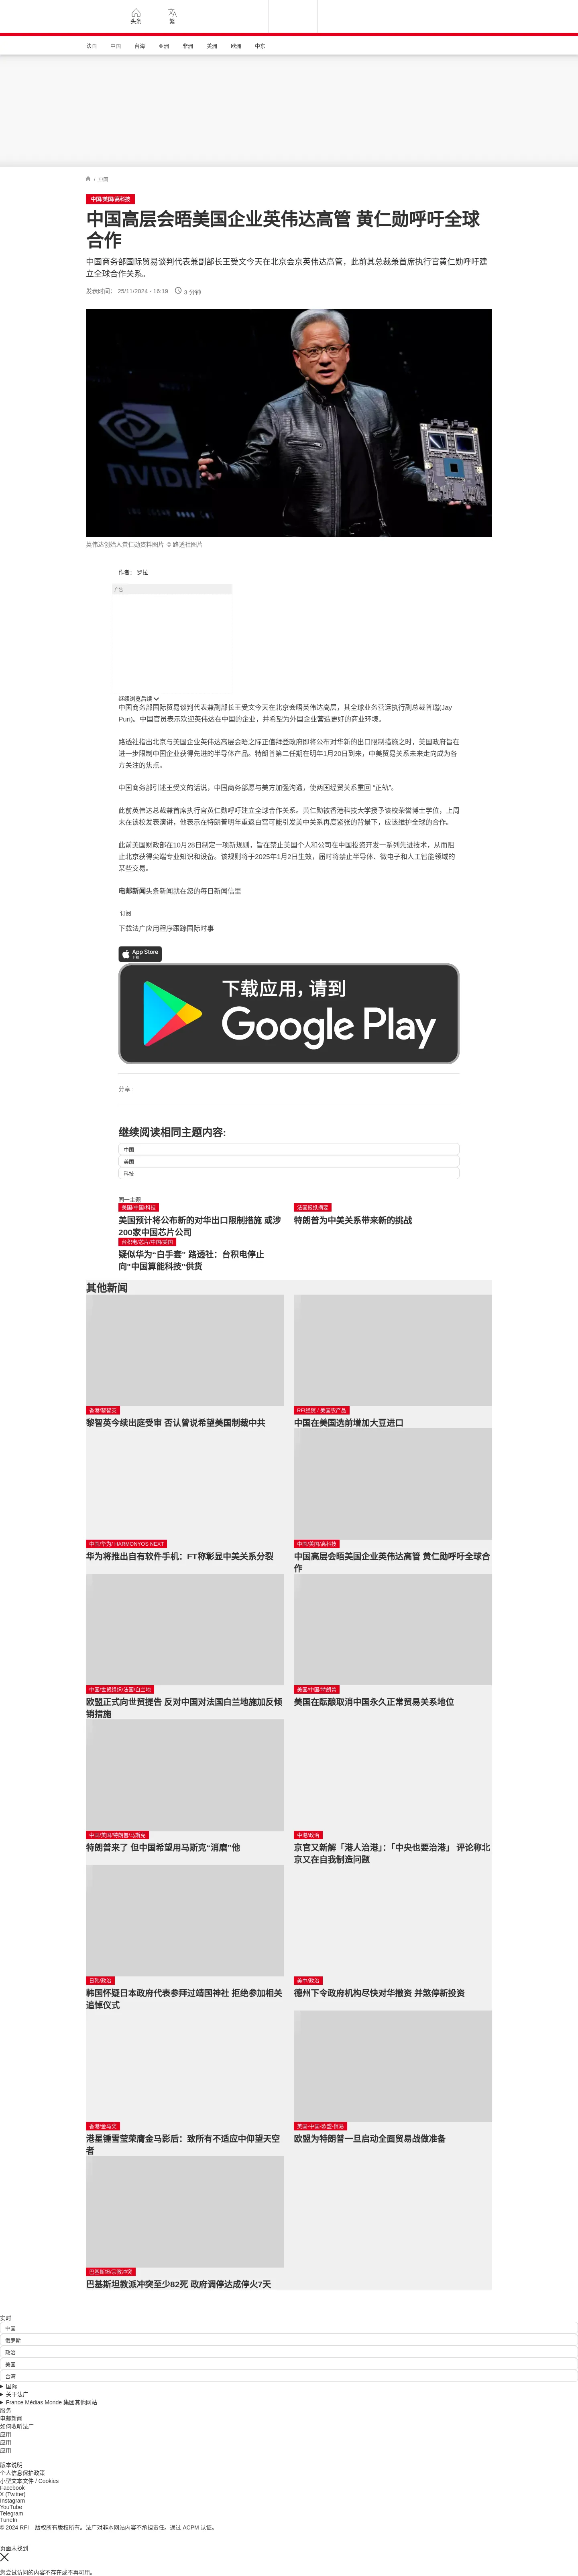 头条
繁
法国
中国
台海
亚洲
非洲
美洲
欧洲
中东
/ 中国
中国/美国/高科技
中国高层会晤美国企业英伟达高管 黄仁勋呼吁全球
合作
中国商务部国际贸易谈判代表兼副部长王受文今天在北京会京英伟达高管，此前其总裁兼首席执行官黄仁勋呼吁建
立全球合作关系。
发表时间： 25/11/2024 - 16:19
3 分钟
NVIDIA
英伟达创始人黄仁勋资料图片 © 路透社图片
作者： 罗拉
广告
继续浏览后续
中国商务部国际贸易谈判代表兼副部长王受文今天在北京会晤英伟达高层，其全球业务营运执行副总裁普瑞(Jay
Puri)。中国官员表示欢迎英伟达在中国的企业，并希望为外国企业营造更好的商业环境。
路透社指出北京与美国企业英伟达高层会晤之际正值拜登政府即将公布对华新的出口限制措施之时，美国政府旨在
进一步限制中国企业获得先进的半导体产品。特朗普第二任期在明年1月20日到来，中美贸易关系未来走向成为各
方关注的焦点。
中国商务部引述王受文的话说，中国商务部愿与美方加强沟通，使两国经贸关系重回 “正轨”。
此前英伟达总裁兼首席执行官黄仁勋呼吁建立全球合作关系。黄仁勋被香港科技大学授予该校荣誉博士学位，上周
末在该校发表演讲，他表示在特朗普明年重返白宫可能引发美中关系再度紧张的背景下，应该维护全球的合作。
此前美国财政部在10月28日制定一项新规则，旨在禁止美国个人和公司在中国投资开发一系列先进技术，从而阻
止北京获得尖端专业知识和设备。该规则将于2025年1月2日生效，届时将禁止半导体、微电子和人工智能领域的
某些交易。
电邮新闻头条新闻就在您的每日新闻信里
订阅
下载法广应用程序跟踪国际时事
App Store
下载
下载应用，请到
Google Play
分享 :
继续阅读相同主题内容:
中国
美国
科技
同一主题
美国/中国/科技
美国预计将公布新的对华出口限制措施 或涉
200家中国芯片公司
法国报纸摘要
特朗普为中美关系带来新的挑战
台积电/芯片/中国/美国
疑似华为“白手套” 路透社：台积电停止
向"中国算能科技"供货
其他新闻
香港/黎智英
黎智英今续出庭受审 否认曾说希望美国制裁中共
RFI经贸 / 美国农产品
中国在美国选前增加大豆进口
中国/华为/ HARMONYOS NEXT
华为将推出自有软件手机：FT称彰显中美关系分裂
中国/美国/高科技
中国高层会晤美国企业英伟达高管 黄仁勋呼吁全球合
作
中国/世贸组织/法国/白兰地
欧盟正式向世贸提告 反对中国对法国白兰地施加反倾
销措施
美国/中国/特朗普
美国在酝酿取消中国永久正常贸易关系地位
中国/美国/特朗普/马斯克
特朗普来了 但中国希望用马斯克“消磨”他
中港/政治
京官又新解「港人治港」：「中央也要治港」 评论称北
京又在自我制造问题
日韩/政治
韩国怀疑日本政府代表参拜过靖国神社 拒绝参加相关
追悼仪式
美中/政治
德州下令政府机构尽快对华撤资 并煞停新投资
香港/金马奖
港星锺雪莹荣膺金马影后：致所有不适应中仰望天空
者
美国-中国-欧盟-贸易
欧盟为特朗普一旦启动全面贸易战做准备
巴基斯坦/宗教冲突
巴基斯坦教派冲突至少82死 政府调停达成停火7天
实时
中国
俄罗斯
政治
美国
台湾
国际
关于法广
France Médias Monde 集团其他网站
服务
电邮新闻
如何收听法广
应用
应用
应用
版本说明
个人信息保护政策
小型文本文件 / Cookies
Facebook
X (Twitter)
Instagram
YouTube
Telegram
TuneIn
© 2024 RFI – 版权所有版权所有。法广对非本网站内容不承担责任。通过 ACPM 认证。
页面未找到
您尝试访问的内容不存在或不再可用。